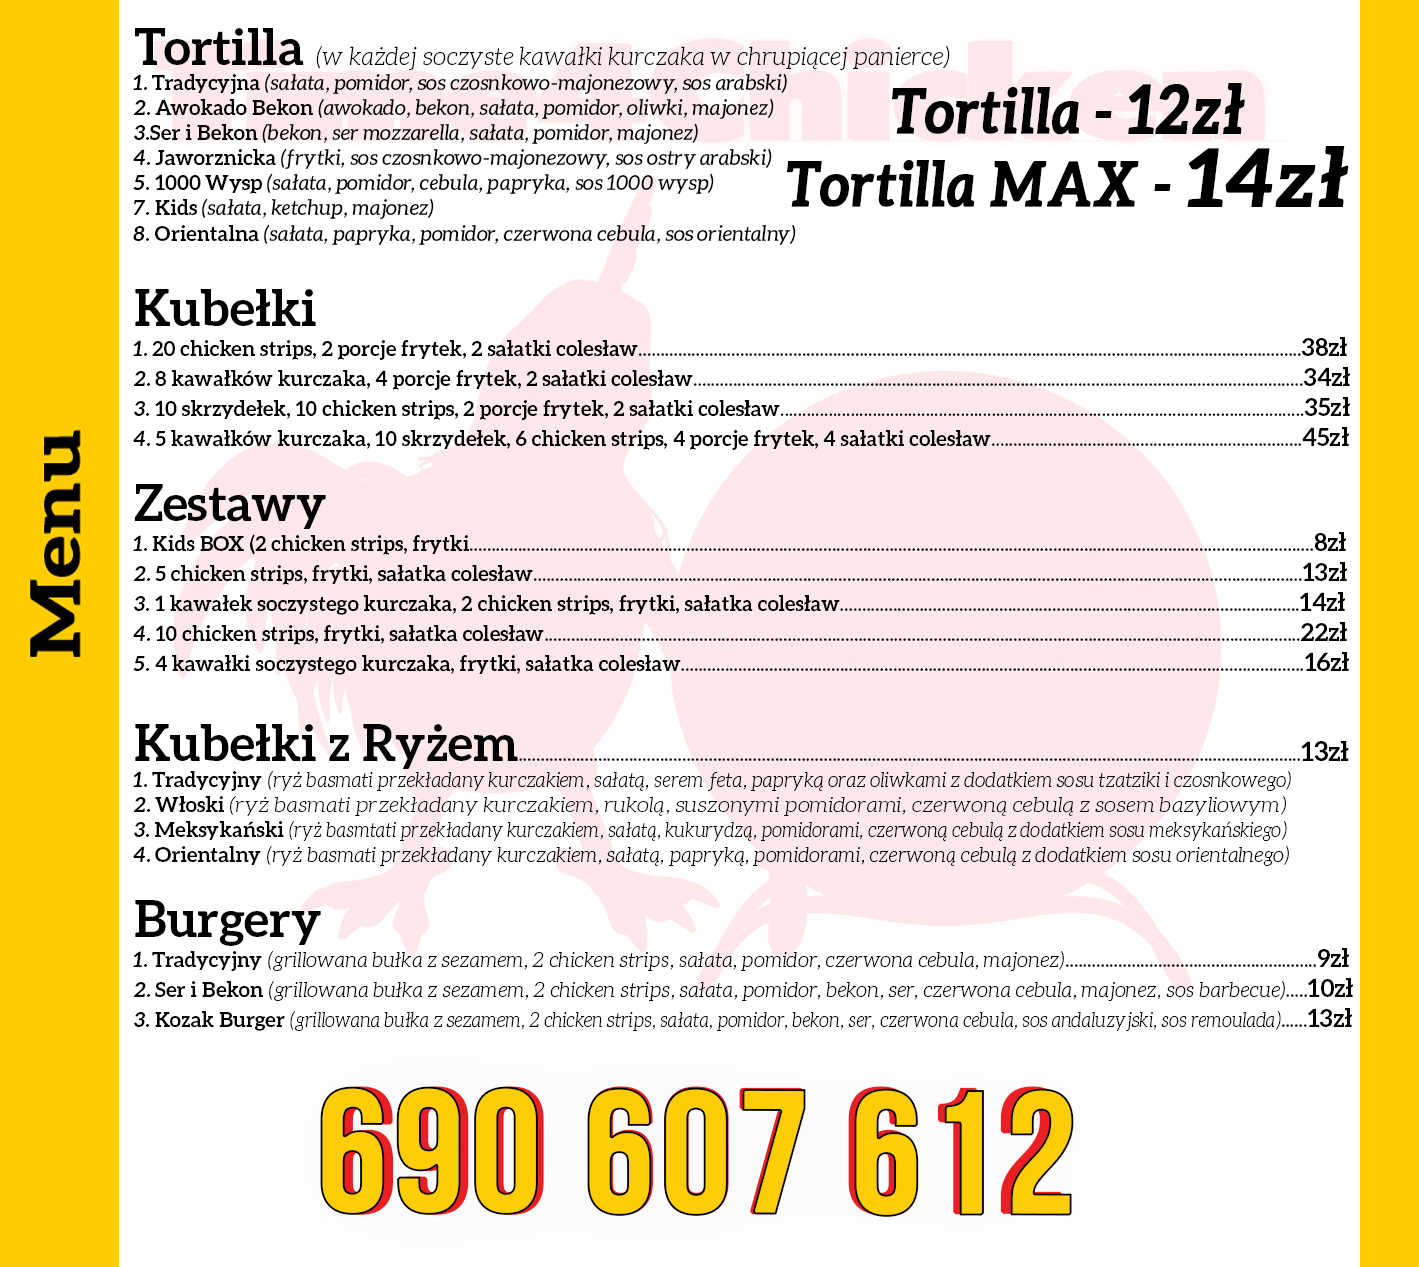 Menu
Tortilla (w każdej soczyste kawałki kurczaka w chrupiącej panierce)
1. Tradycyjna (sałata, pomidor, sos czosnkowo-majonezowy, sos arabski)
2. Awokado Bekon (awokado, bekon, sałata, pomidor, oliwki, majonez)
3.Ser i Bekon (bekon, ser mozzarella, sałata, pomidor, majonez)
4. Jaworznicka (frytki, sos czosnkowo-majonezowy, sos ostry arabski)
5. 1000 Wysp (sałata, pomidor, cebula, papryka, sos 1000 wysp)
7. Kids (sałata, ketchup, majonez)
8. Orientalna (sałata, papryka, pomidor, czerwona cebula, sos orientalny)
Tortilla - 12zł
Tortilla MAX - 14zł
Kubełki
1. 20 chicken strips, 2 porcje frytek, 2 sałatki colesław...38zł
2. 8 kawałków kurczaka, 4 porcje frytek, 2 sałatki colesław...34zł
3. 10 skrzydełek, 10 chicken strips, 2 porcje frytek, 2 sałatki colesław...35zł
4. 5 kawałków kurczaka, 10 skrzydełek, 6 chicken strips, 4 porcje frytek, 4 sałatki colesław...45zł
Zestawy
1. Kids BOX (2 chicken strips, frytki...8zł
2. 5 chicken strips, frytki, sałatka colesław...13zł
3. 1 kawałek soczystego kurczaka, 2 chicken strips, frytki, sałatka colesław...14zł
4. 10 chicken strips, frytki, sałatka colesław...22zł
5. 4 kawałki soczystego kurczaka, frytki, sałatka colesław...16zł
Kubełki z Ryżem...13zł
1. Tradycyjny (ryż basmati przekładany kurczakiem, sałatą, serem feta, papryką oraz oliwkami z dodatkiem sosu tzatziki i czosnkowego)
2. Włoski (ryż basmati przekładany kurczakiem, rukolą, suszonymi pomidorami, czerwoną cebulą z sosem bazyliowym)
3. Meksykański (ryż basmtati przekładany kurczakiem, sałatą, kukurydzą, pomidorami, czerwoną cebulą z dodatkiem sosu meksykańskiego)
4. Orientalny (ryż basmati przekładany kurczakiem, sałatą, papryką, pomidorami, czerwoną cebulą z dodatkiem sosu orientalnego)
Burgery
1. Tradycyjny (grillowana bułka z sezamem, 2 chicken strips, sałata, pomidor, czerwona cebula, majonez)...9zł
2. Ser i Bekon (grillowana bułka z sezamem, 2 chicken strips, sałata, pomidor, bekon, ser, czerwona cebula, majonez, sos barbecue).....10zł
3. Kozak Burger (grillowana bułka z sezamem, 2 chicken strips, sałata, pomidor, bekon, ser, czerwona cebula, sos andaluzyjski, sos remoulada)......13zł
690 607 612